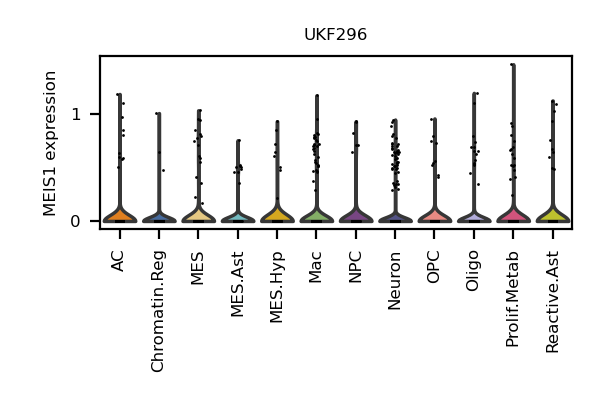 UKF296
MEIS1 expression
1
0
AC
Chromatin.Reg
MES
MES.Ast
MES.Hyp
Mac
NPC
Neuron
OPC
Oligo
Prolif.Metab
Reactive.Ast